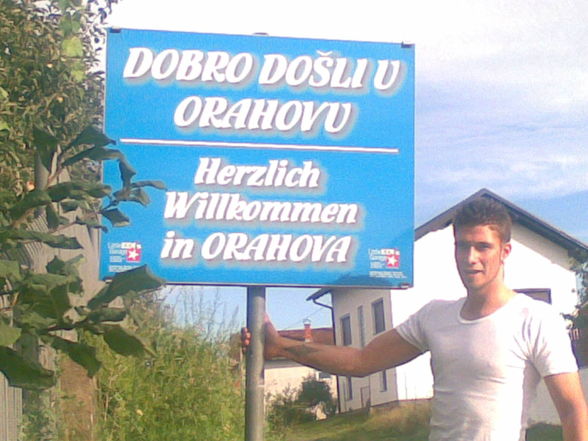 DOBRO DOŠLI U
ORAHOVU
Herzlich
Willkommen
in ORAHOVA